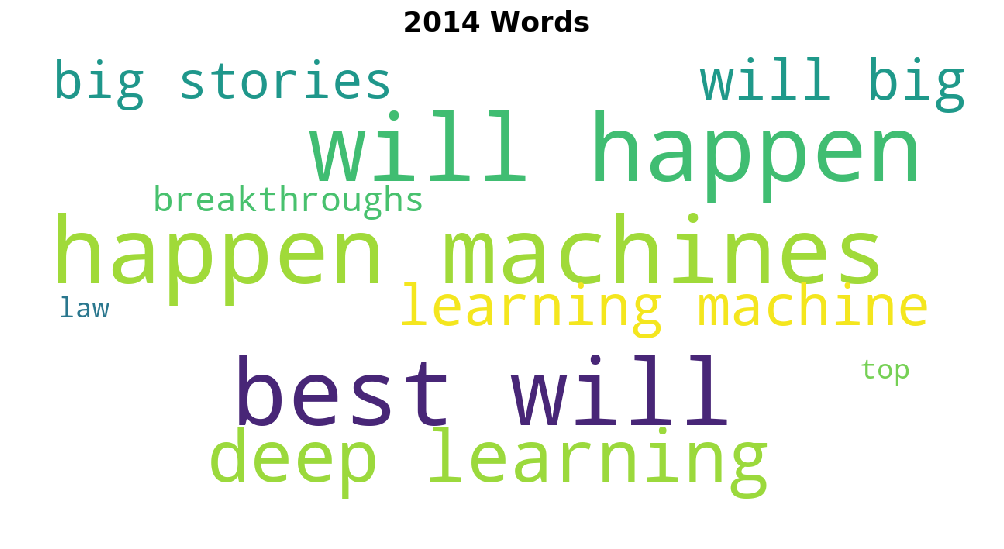 2014 Words
big stories
will big
will happen
breakthroughs
happen machines
law
learning machine
best will
top
deep learning